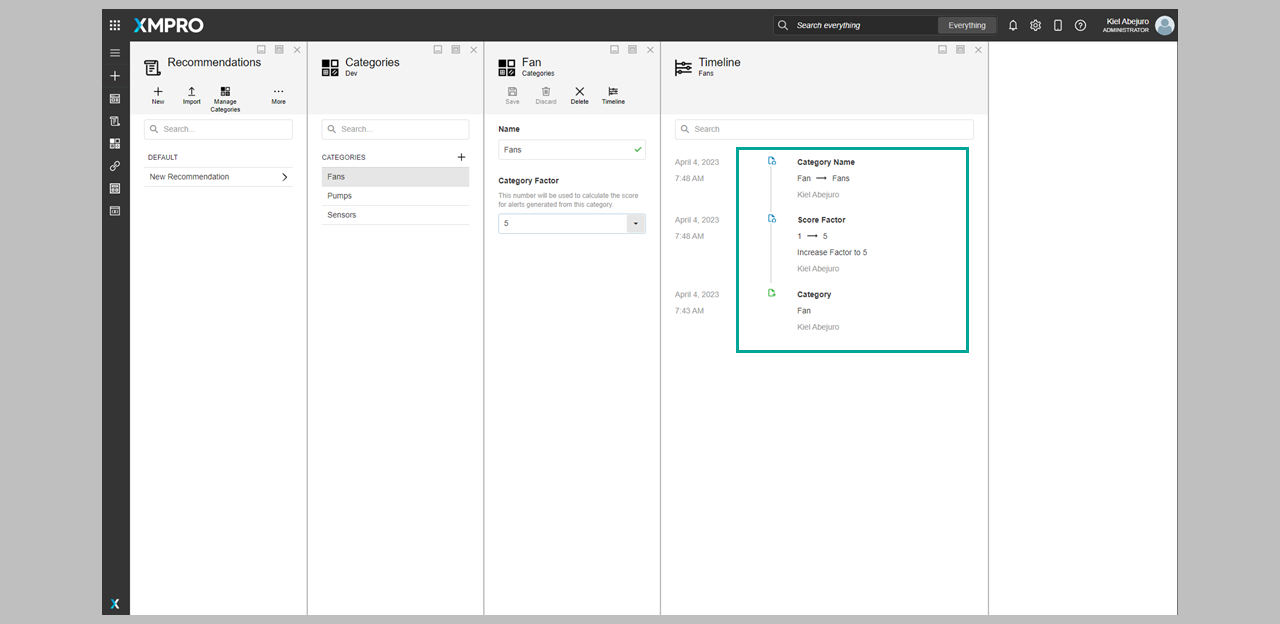 XMPRO
Search everything
Everything
Kiel Abejuro
ADMINISTRATOR
Recommendations
New
Import
Manage
Categories
More
Search...
DEFAULT
New Recommendation
Categories
Dev
Search...
CATEGORIES
Fans
Pumps
Sensors
Fan
Categories
Save
Discard
Delete
Timeline
Name
Fans
Category Factor
This number will be used to calculate the score
for alerts generated from this category.
5
Timeline
Fans
Search
April 4, 2023
7:48 AM
Category Name
Fan → Fans
Kiel Abejuro
April 4, 2023
7:48 AM
Score Factor
1 → 5
Increase Factor to 5
Kiel Abejuro
April 4, 2023
7:43 AM
Category
Fan
Kiel Abejuro
X